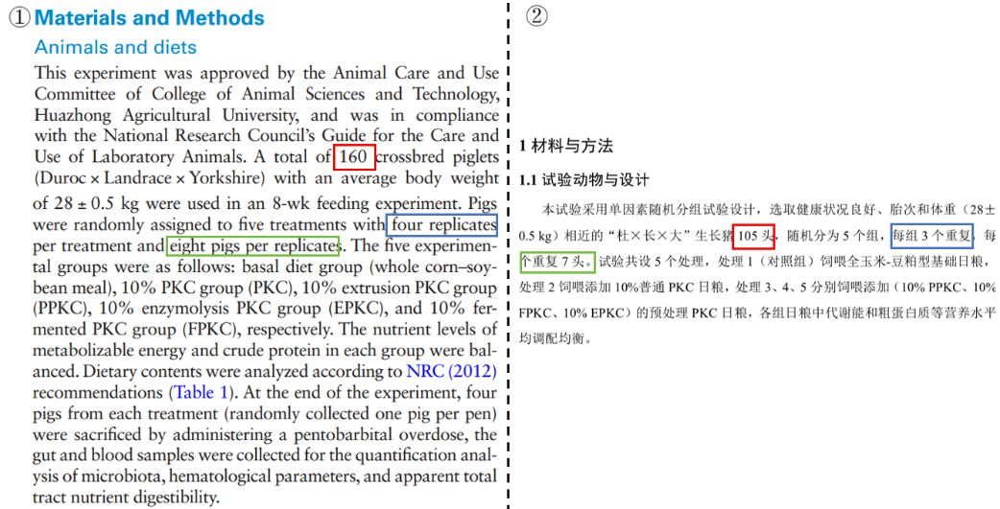 ①Materials and Methods
Animals and diets
This experiment was approved by the Animal Care and Use
Committee of College of Animal Sciences and Technology,
Huazhong Agricultural University, and was in compliance
with the National Research Council's Guide for the Care and
Use of Laboratory Animals. A total of 160 crossbred piglets
(Duroc × Landrace × Yorkshire) with an average body weight
of 28 ± 0.5 kg were used in an 8-wk feeding experiment. Pigs
were randomly assigned to five treatments with four replicates
per treatment and eight pigs per replicates. The five experimen-
tal groups were as follows: basal diet group (whole corn–soy-
bean meal), 10% PKC group (PKC), 10% extrusion PKC group
(PPKC), 10% enzymolysis PKC group (EPKC), and 10% fer-
mented PKC group (FPKC), respectively. The nutrient levels of
metabolizable energy and crude protein in each group were bal-
anced. Dietary contents were analyzed according to NRC (2012)
recommendations (Table 1). At the end of the experiment, four
pigs from each treatment (randomly collected one pig per pen)
were sacrificed by administering a pentobarbital overdose, the
gut and blood samples were collected for the quantification anal-
ysis of microbiota, hematological parameters, and apparent total
tract nutrient digestibility.
②
1 材料与方法
1.1 试验动物与设计
本试验采用单因素随机分组试验设计，选取健康状况良好、胎次和体重（28±
0.5 kg）相近的“杜×长×大”生长猪 105 头，随机分为 5 个组，每组 3 个重复，每
个重复 7 头。试验共设 5 个处理，处理 1（对照组）饲喂全玉米-豆粕型基础日粮，
处理 2 饲喂添加 10%普通 PKC 日粮，处理 3、4、5 分别饲喂添加（10% PPKC、10%
FPKC、10% EPKC）的预处理 PKC 日粮，各组日粮中代谢能和粗蛋白质等营养水平
均调配均衡。